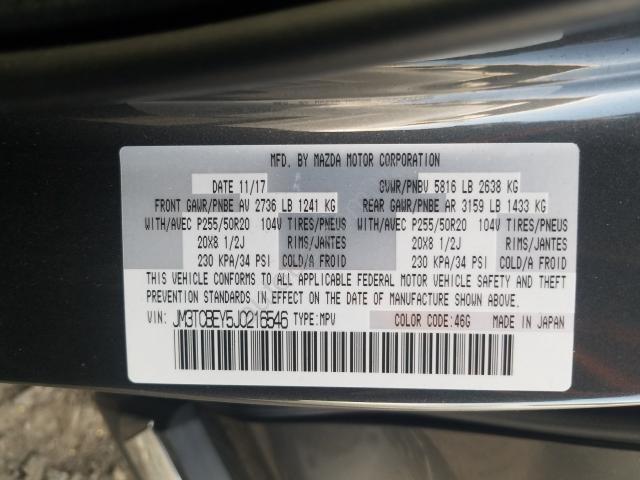 MFD. BY MAZDA MOTOR CORPORATION
DATE 11/17 GVWR/PNBV 5816 LB 2638 KG
FRONT GAWR/PNBE AV 2736 LB 1241 KG REAR GAWR/PNBE AR 3159 LB 1433 KG
WITH/AVEC P255/50R20 104V TIRES/PNEUS WITH/AVEC P255/50R20 104V TIRES/PNEUS
20X8 1/2J RIMS/JANTES 20X8 1/2J RIMS/JANTES
230 KPA/34 PSI COLD/A FROID 230 KPA/34 PSI COLD/A FROID
THIS VEHICLE CONFORMS TO ALL APPLICABLE FEDERAL MOTOR VEHICLE SAFETY AND THEFT
PREVENTION STANDARDS IN EFFECT ON THE DATE OF MANUFACTURE SHOWN ABOVE.
VIN: JM3TCBEY5J0216546 TYPE:MPV COLOR CODE:46G MADE IN JAPAN